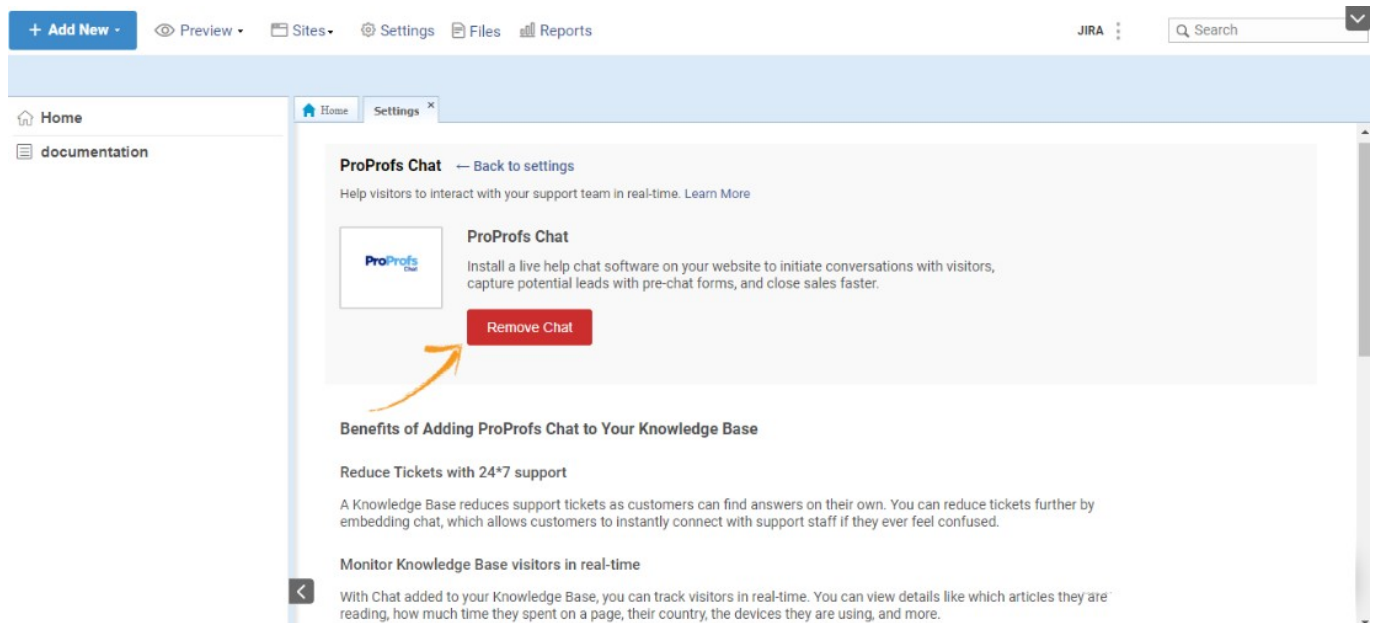 + Add New
Preview
Sites
Settings
Files
Reports
JIRA
Search
Home
documentation
Home
Settings ×
ProProfs Chat ← Back to settings
Help visitors to interact with your support team in real-time. Learn More
ProProfs
Chat
ProProfs Chat
Install a live help chat software on your website to initiate conversations with visitors,
capture potential leads with pre-chat forms, and close sales faster.
Remove Chat
Benefits of Adding ProProfs Chat to Your Knowledge Base
Reduce Tickets with 24*7 support
A Knowledge Base reduces support tickets as customers can find answers on their own. You can reduce tickets further by
embedding chat, which allows customers to instantly connect with support staff if they ever feel confused.
Monitor Knowledge Base visitors in real-time
With Chat added to your Knowledge Base, you can track visitors in real-time. You can view details like which articles they are
reading, how much time they spent on a page, their country, the devices they are using, and more.